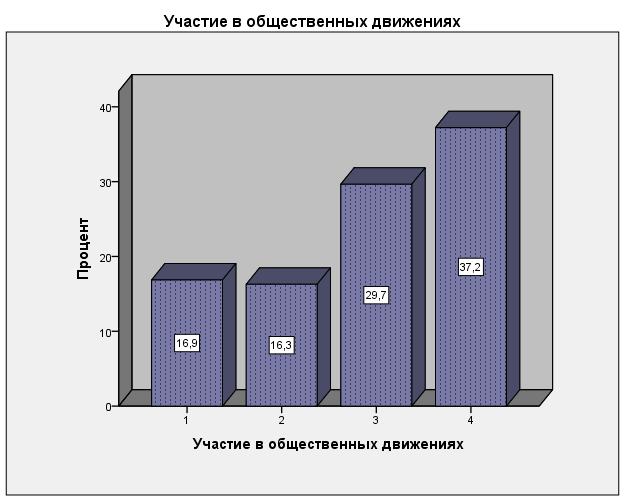 Участие в общественных движениях
40
30
20
10
0
Процент
16,9
16,3
29,7
37,2
1 2 3 4
Участие в общественных движениях